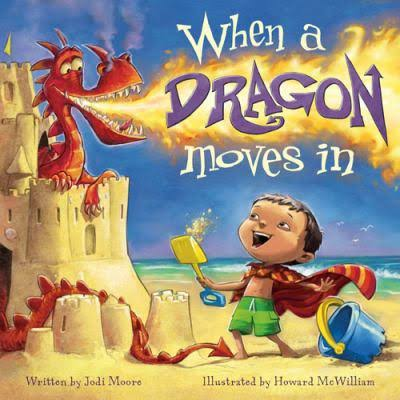 When a
DRAGON
moves in
Written by Jodi Moore
Illustrated by Howard McWilliam